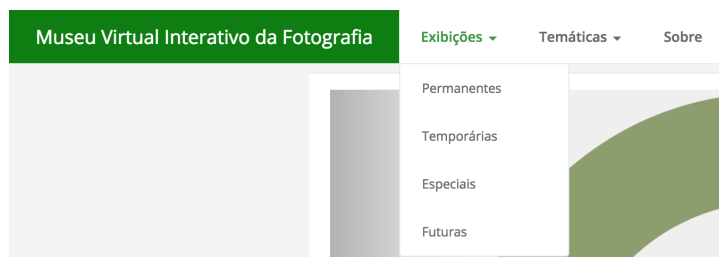 Museu Virtual Interativo da Fotografia
Exibições
Temáticas
Sobre
Permanentes
Temporárias
Especiais
Futuras